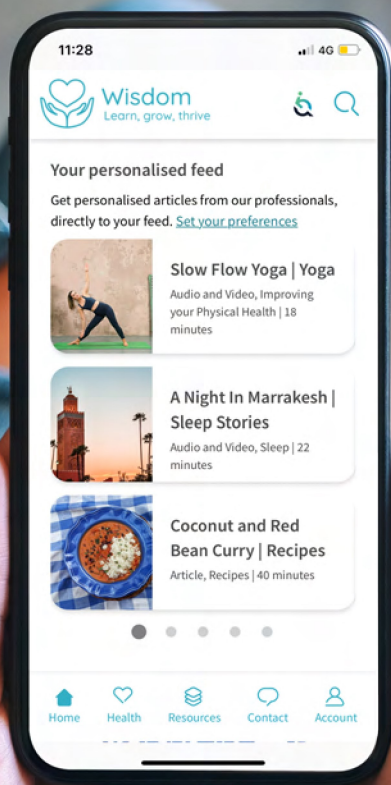 11:28
4G
Wisdom
Learn, grow, thrive
Your personalised feed
Get personalised articles from our professionals,
directly to your feed. Set your preferences
Slow Flow Yoga | Yoga
Audio and Video, Improving
your Physical Health | 18
minutes
A Night In Marrakesh |
Sleep Stories
Audio and Video, Sleep | 22
minutes
Coconut and Red
Bean Curry | Recipes
Article, Recipes | 40 minutes
Home
Health
Resources
Contact
Account